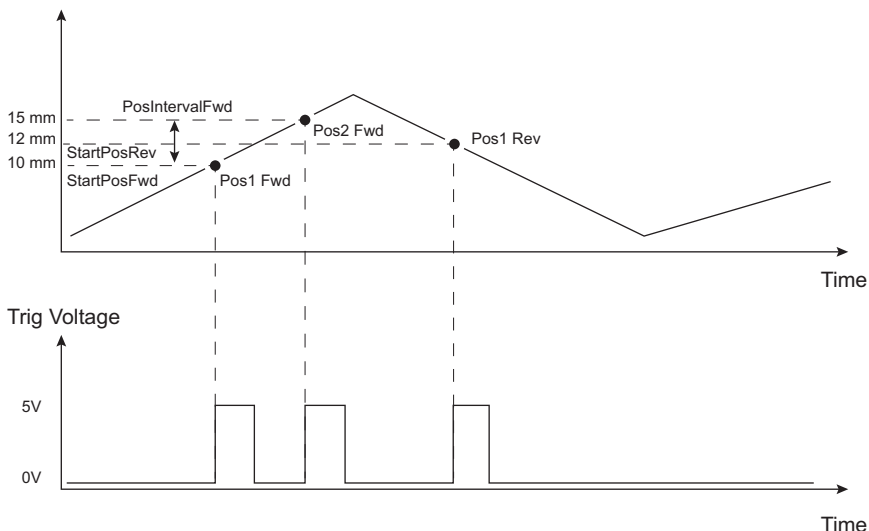 15 mm
PosIntervalFwd
Pos2 Fwd
12 mm
Pos1 Rev
StartPosRev
10 mm
StartPosFwd
Pos1 Fwd
Time
Trig Voltage
5V
0V
Time